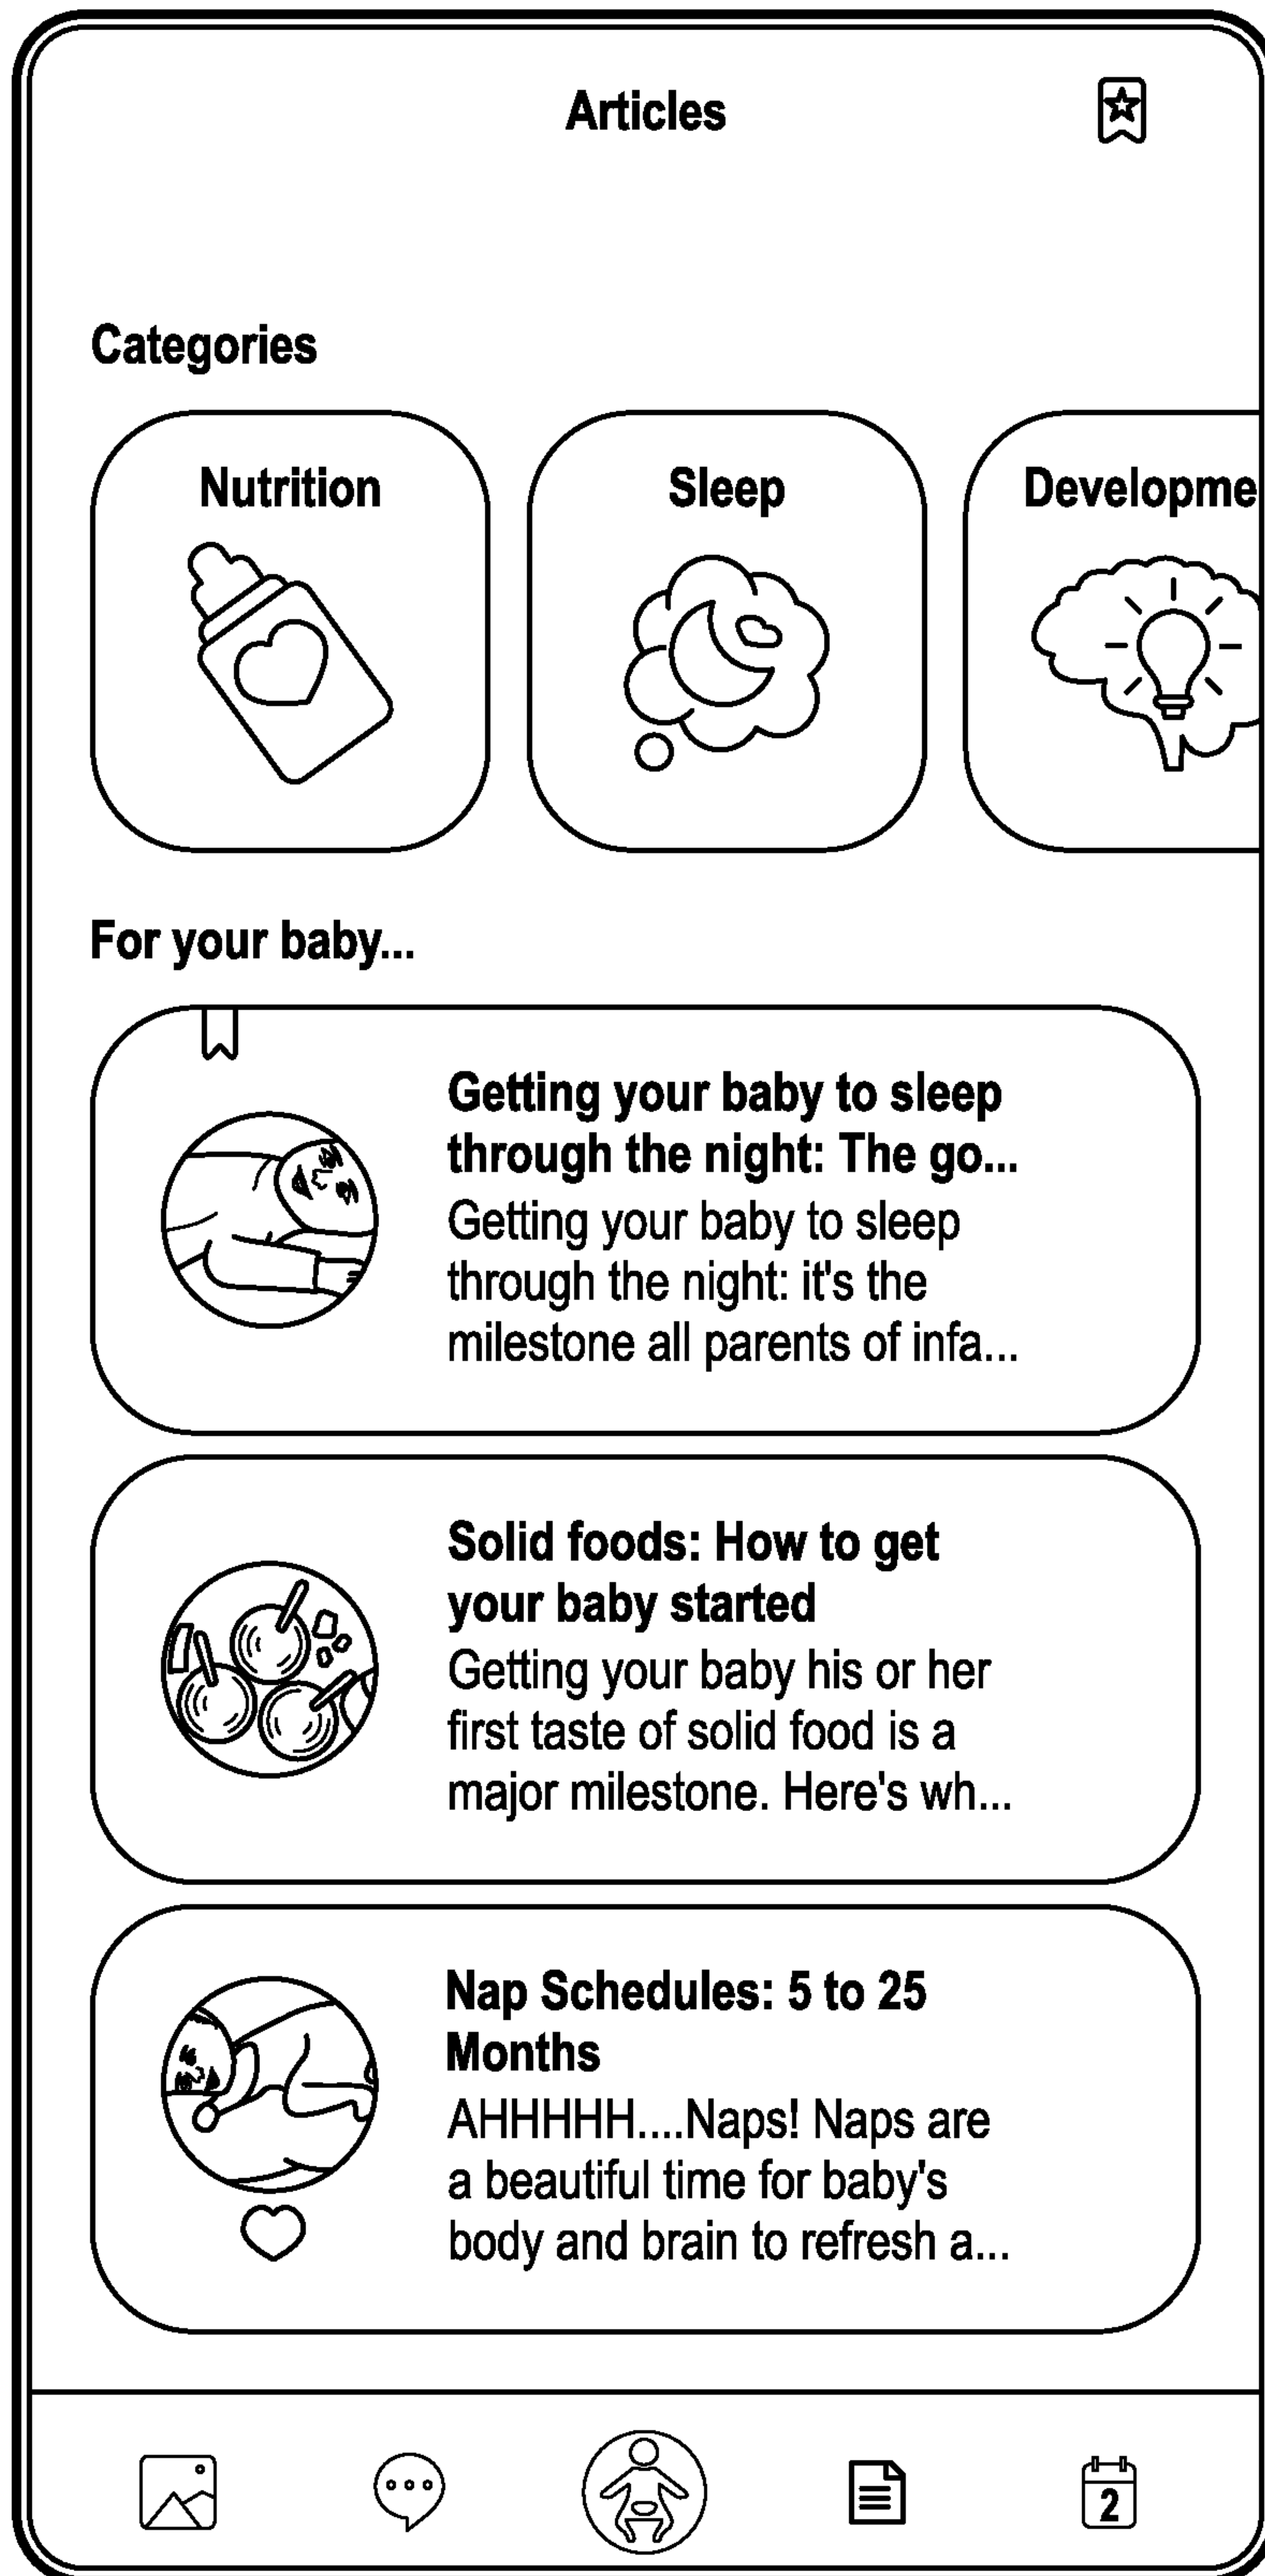 Articles
Categories
Nutrition
Sleep
Developme
For your baby...
Getting your baby to sleep
through the night: The go...
Getting your baby to sleep
through the night: it's the
milestone all parents of infa...
Solid foods: How to get
your baby started
Getting your baby his or her
first taste of solid food is a
major milestone. Here's wh...
Nap Schedules: 5 to 25
Months
AHHHHH....Naps! Naps are
a beautiful time for baby's
body and brain to refresh a...
2